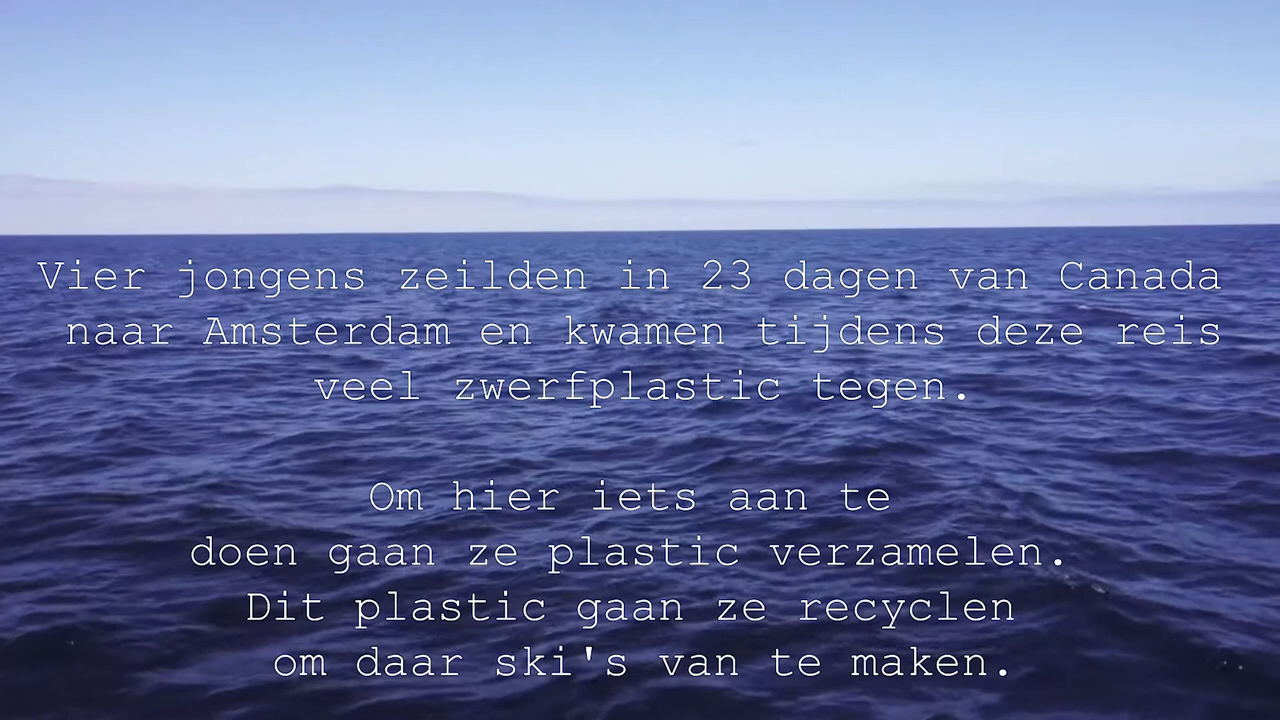 Vier jongens zeilden in 23 dagen van Canada
naar Amsterdam en kwamen tijdens deze reis
veel zwerfplastic tegen.
Om hier iets aan te
doen gaan ze plastic verzamelen.
Dit plastic gaan ze recyclen
om daar ski's van te maken.